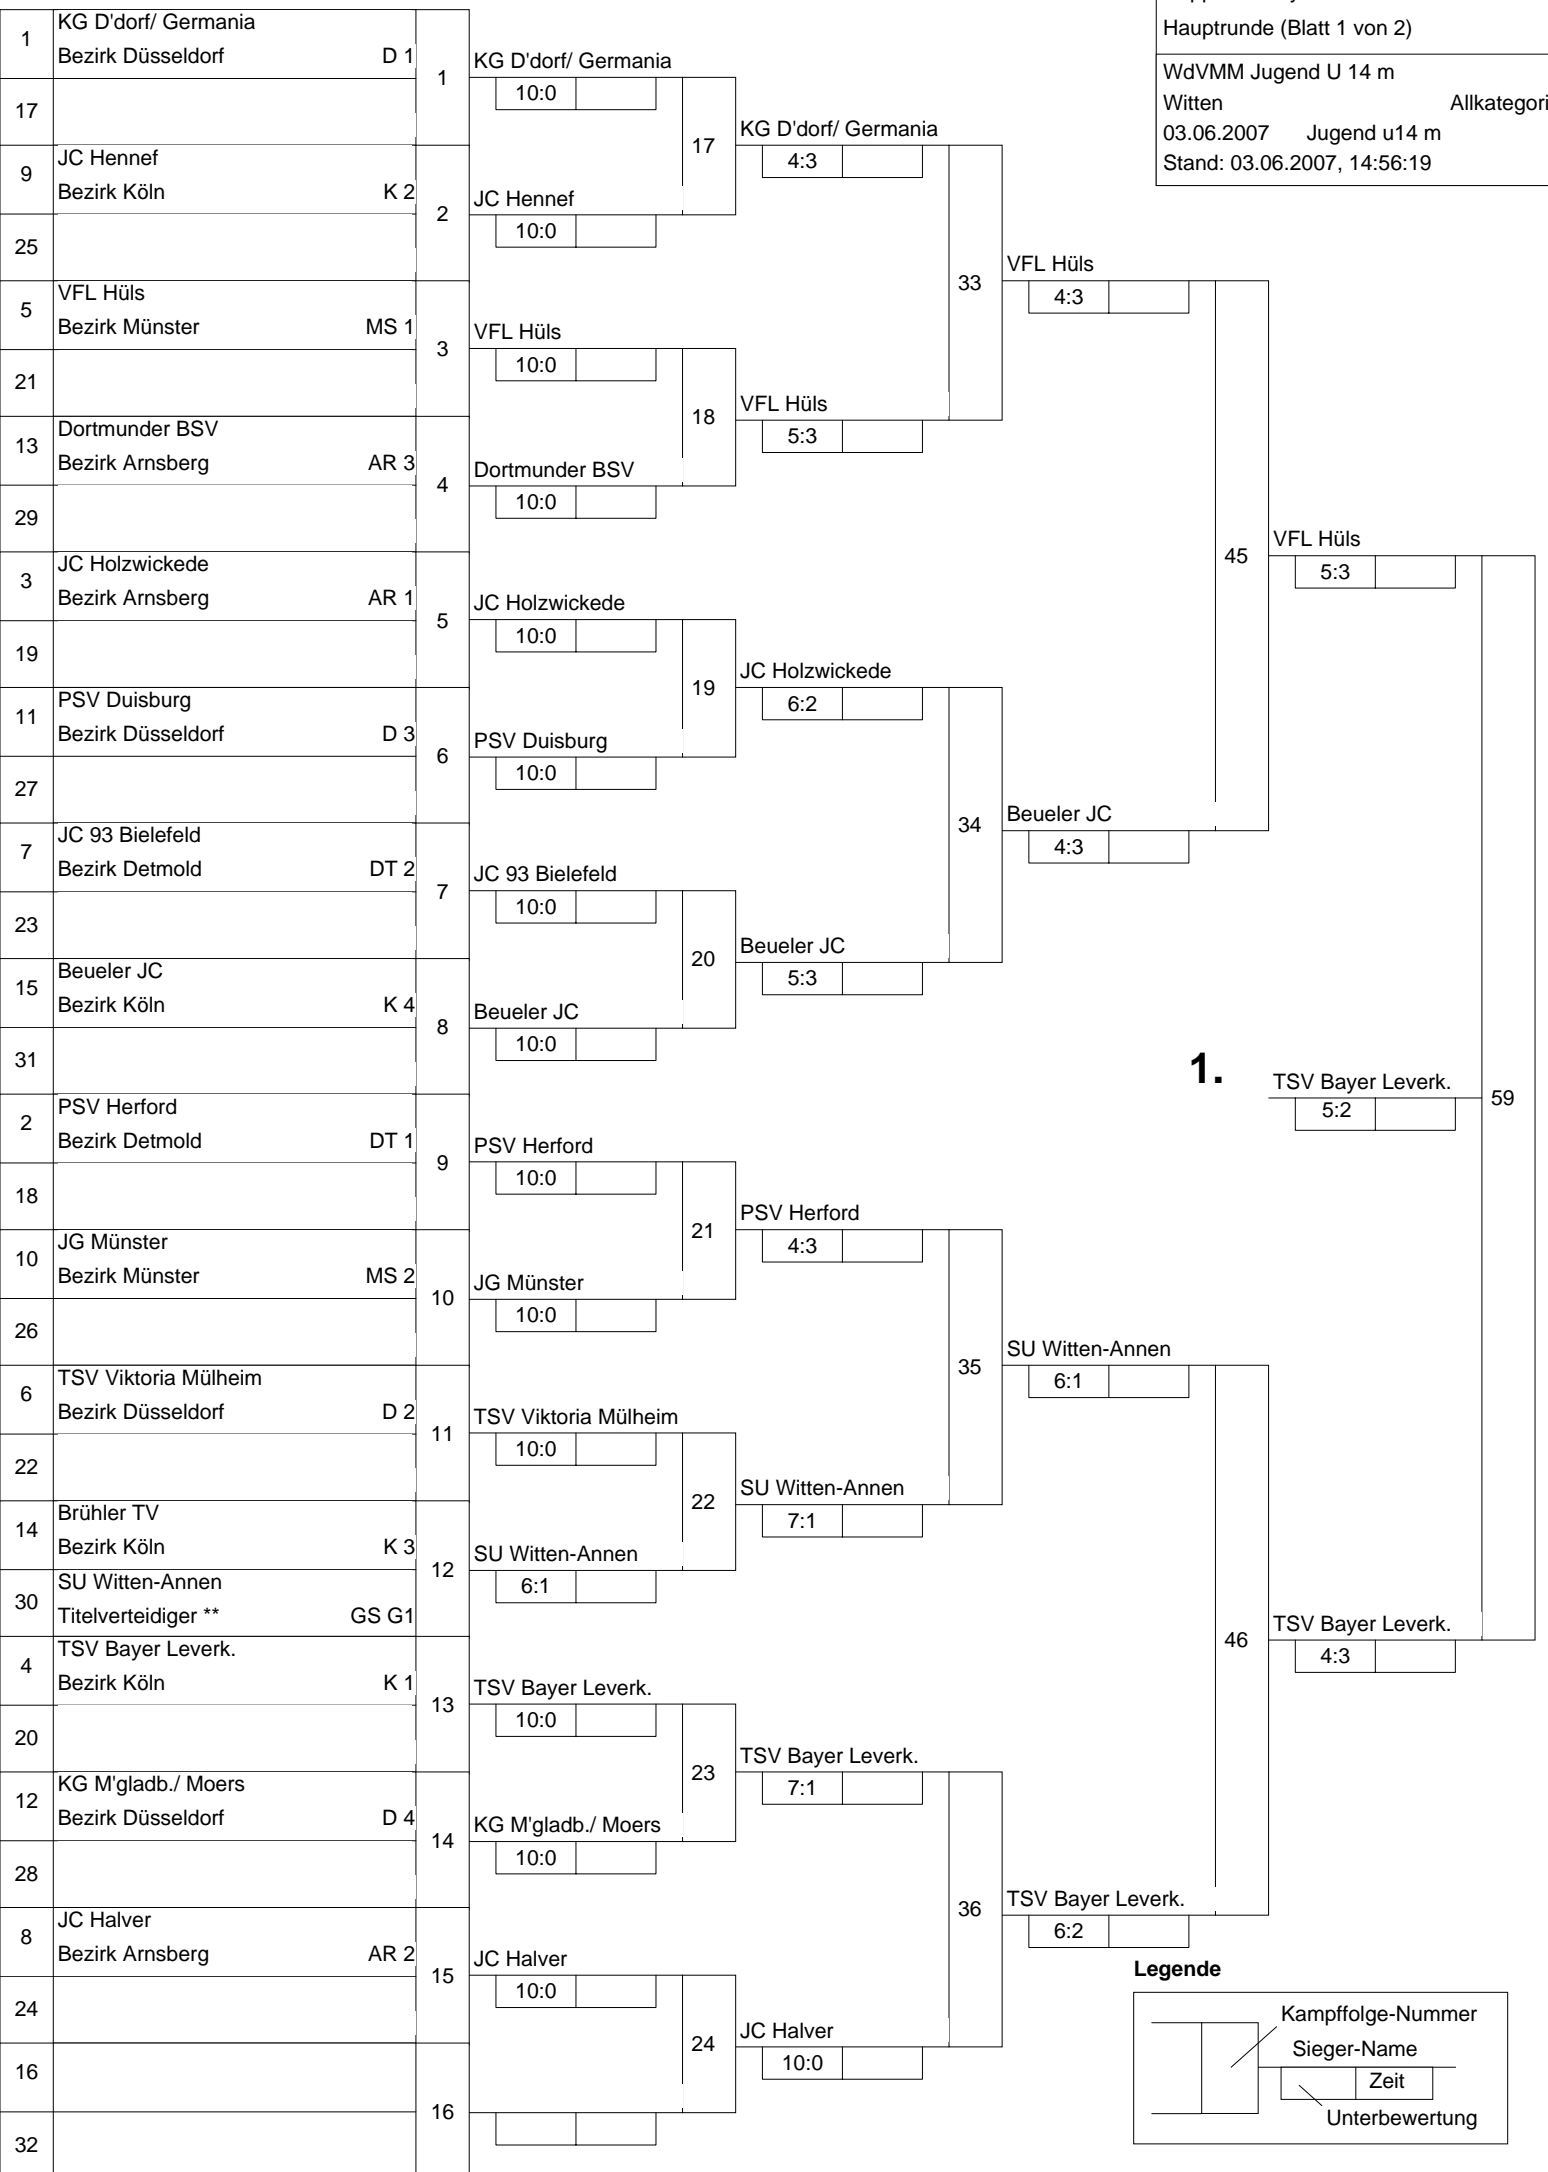 Hauptrunde (Blatt 1 von 2)
WdVMM Jugend U 14 m
Witten Allkategori
03.06.2007 Jugend u14 m
Stand: 03.06.2007, 14:56:19
1 KG D'dorf/ Germania
Bezirk Düsseldorf D 1
17
1
9 JC Hennef
Bezirk Köln K 2
25
2
5 VFL Hüls
Bezirk Münster MS 1
21
3
13 Dortmunder BSV
Bezirk Arnsberg AR 3
29
4
3 JC Holzwickede
Bezirk Arnsberg AR 1
19
5
11 PSV Duisburg
Bezirk Düsseldorf D 3
27
6
7 JC 93 Bielefeld
Bezirk Detmold DT 2
23
7
15 Beueler JC
Bezirk Köln K 4
31
8
2 PSV Herford
Bezirk Detmold DT 1
18
9
10 JG Münster
Bezirk Münster MS 2
26
10
6 TSV Viktoria Mülheim
Bezirk Düsseldorf D 2
22
11
14 Brühler TV
Bezirk Köln K 3
30 SU Witten-Annen
Titelverteidiger ** GS G1
12
4 TSV Bayer Leverk.
Bezirk Köln K 1
20
13
12 KG M'gladb./ Moers
Bezirk Düsseldorf D 4
28
14
8 JC Halver
Bezirk Arnsberg AR 2
24
15
16
32
16
KG D'dorf/ Germania
10:0
17
JC Hennef
10:0
VFL Hüls
10:0
18
Dortmunder BSV
10:0
JC Holzwickede
10:0
19
PSV Duisburg
10:0
JC 93 Bielefeld
10:0
20
Beueler JC
10:0
PSV Herford
10:0
21
JG Münster
10:0
TSV Viktoria Mülheim
10:0
22
SU Witten-Annen
6:1
TSV Bayer Leverk.
10:0
23
KG M'gladb./ Moers
10:0
JC Halver
10:0
24
KG D'dorf/ Germania
4:3
33
VFL Hüls
5:3
JC Holzwickede
6:2
34
Beueler JC
5:3
PSV Herford
4:3
35
SU Witten-Annen
7:1
TSV Bayer Leverk.
7:1
36
JC Halver
10:0
VFL Hüls
4:3
45
Beueler JC
4:3
SU Witten-Annen
6:1
46
TSV Bayer Leverk.
6:2
VFL Hüls
5:3
1. TSV Bayer Leverk.
5:2
59
TSV Bayer Leverk.
4:3
Legende
Kampffolge-Nummer
Sieger-Name
Zeit
Unterbewertung